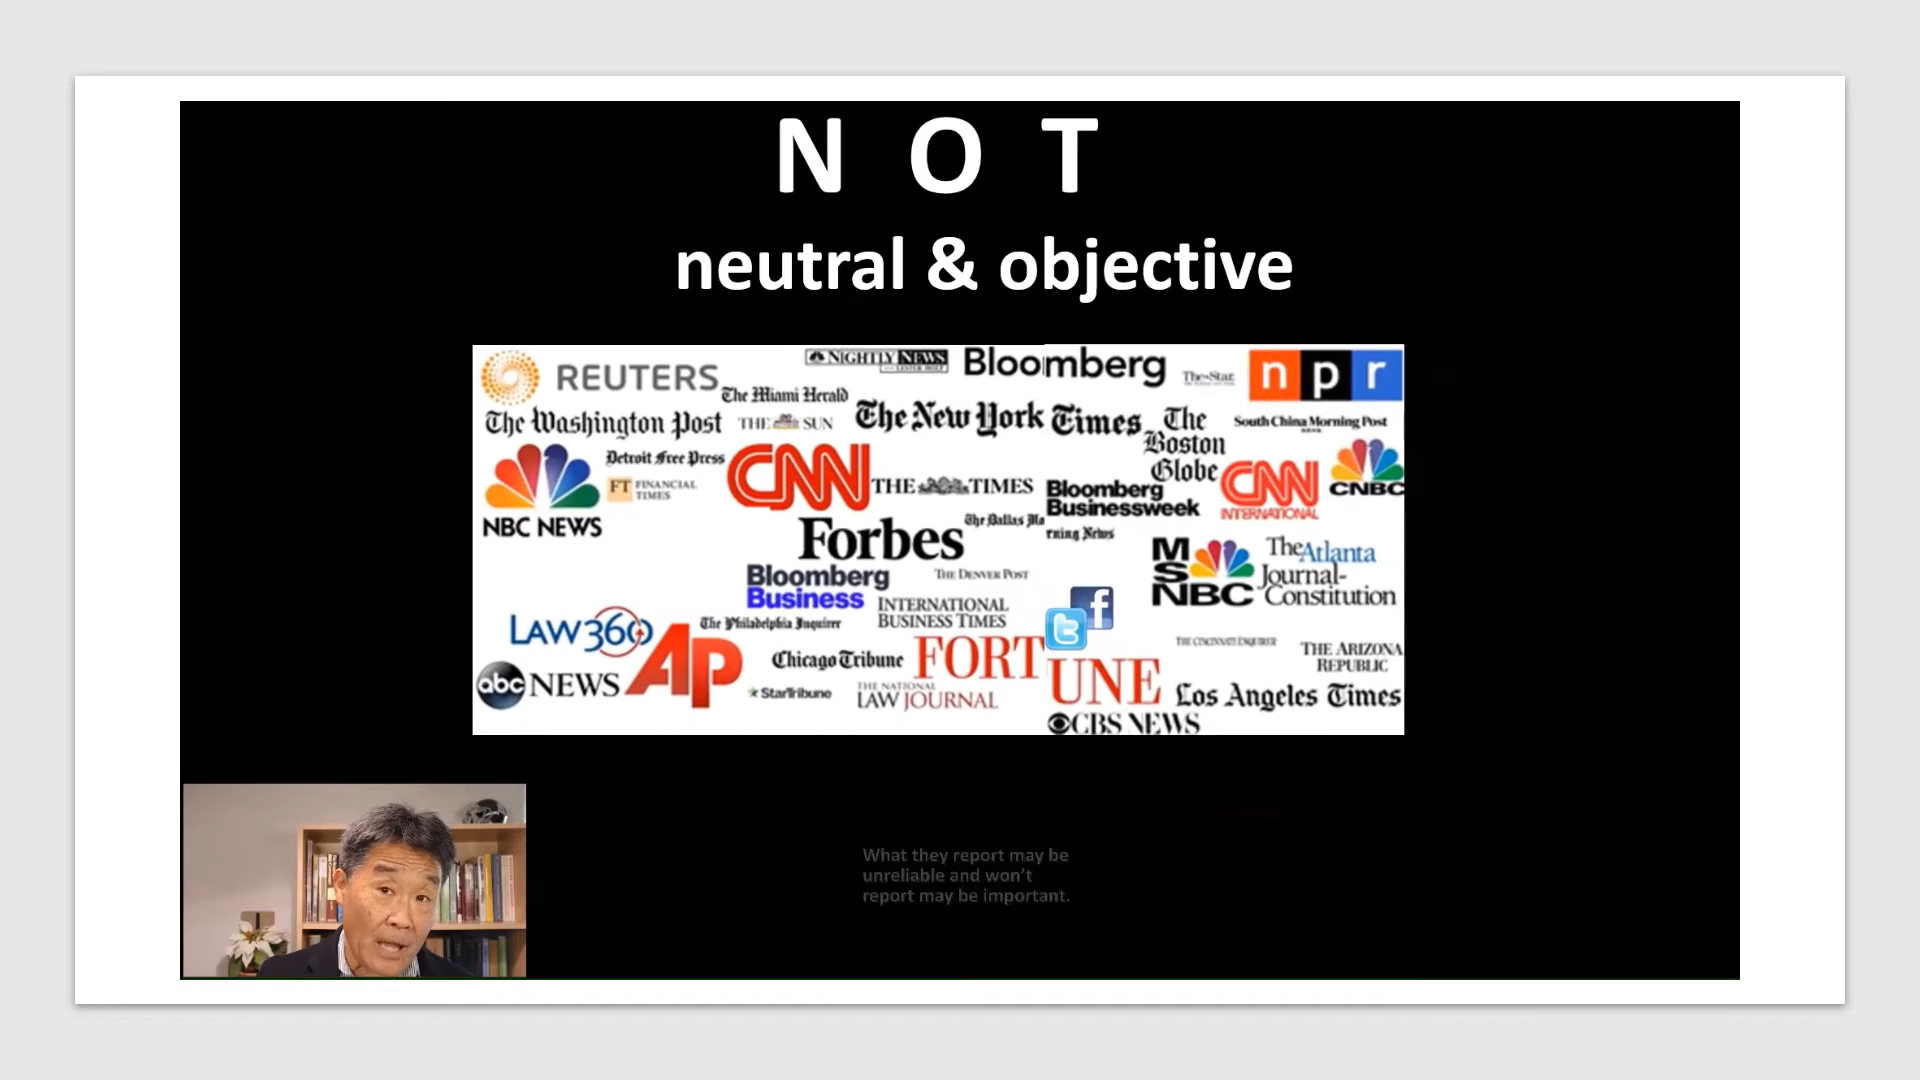 N O T
neutral & objective
REUTERS
NIGHTLY NEWS
Bloomberg
The Star
npr
The Miami Herald
The Washington Post
THE SUN
The New York Times
The
Boston
Globe
South China Morning Post
NBC NEWS
Detroit Free Press
FT FINANCIAL
TIMES
CNN
THE TIMES
Bloomberg
Businessweek
CNN
INTERNATIONAL
CNBC
Forbes
The Dallas Mo
rning News
MSNBC
The Atlanta
Journal-
Constitution
Bloomberg
Business
THE DENVER POST
INTERNATIONAL
BUSINESS TIMES
f
t
LAW360
The Philadelphia Inquirer
AP
Chicago Tribune
FORT
UNE
THE CINCINNATI ENQUIRER
THE ARIZONA
REPUBLIC
abc NEWS
StarTribune
THE NATIONAL
LAW JOURNAL
Los Angeles Times
CBS NEWS
What they report may be
unreliable and won't
report may be important.